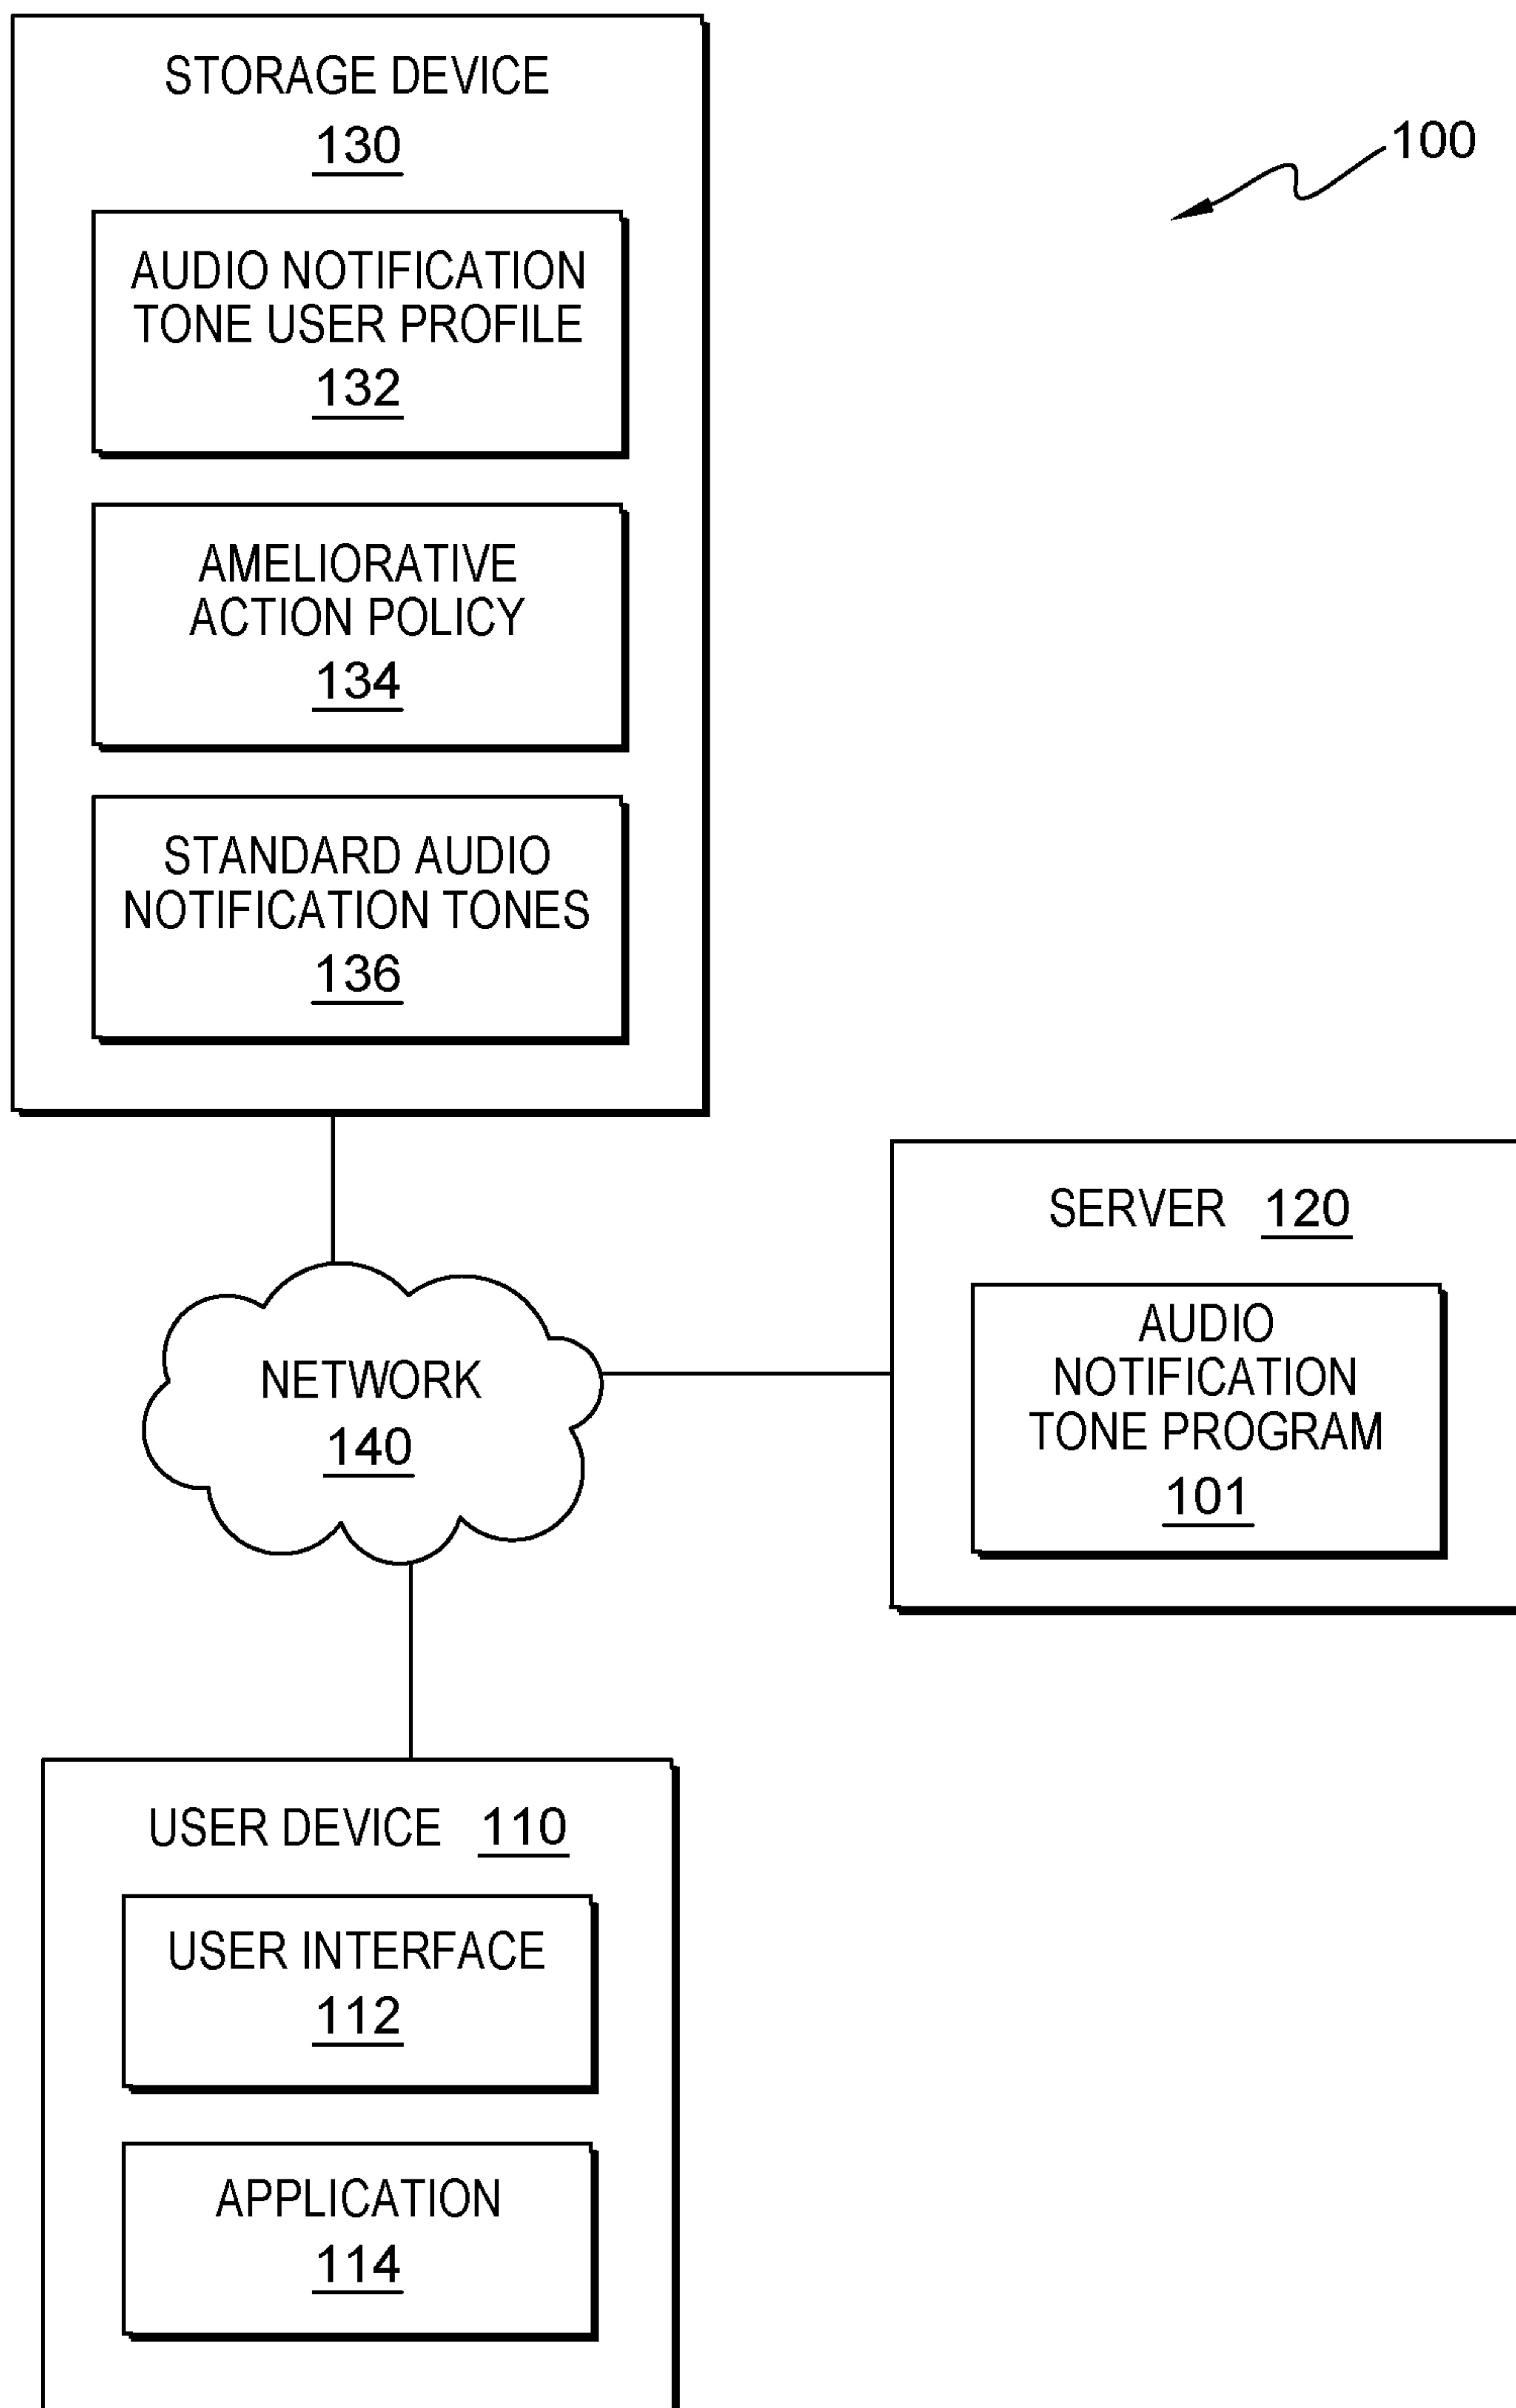 STORAGE DEVICE
130
AUDIO NOTIFICATION
TONE USER PROFILE
132
AMELIORATIVE
ACTION POLICY
134
STANDARD AUDIO
NOTIFICATION TONES
136
100
SERVER 120
AUDIO
NOTIFICATION
TONE PROGRAM
101
NETWORK
140
USER DEVICE 110
USER INTERFACE
112
APPLICATION
114